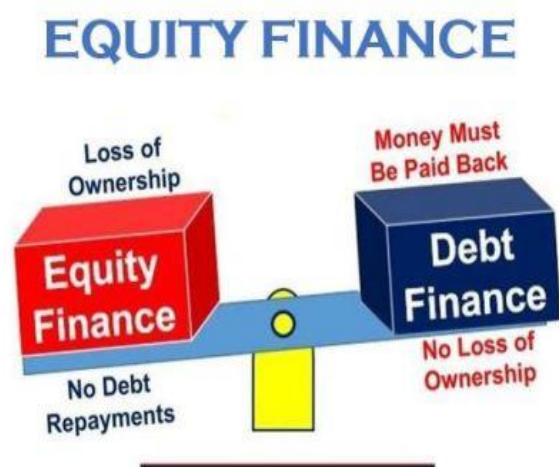 EQUITY FINANCE
Loss of
Ownership
Money Must
Be Paid Back
Equity
Finance
Debt
Finance
No Debt
Repayments
No Loss of
Ownership